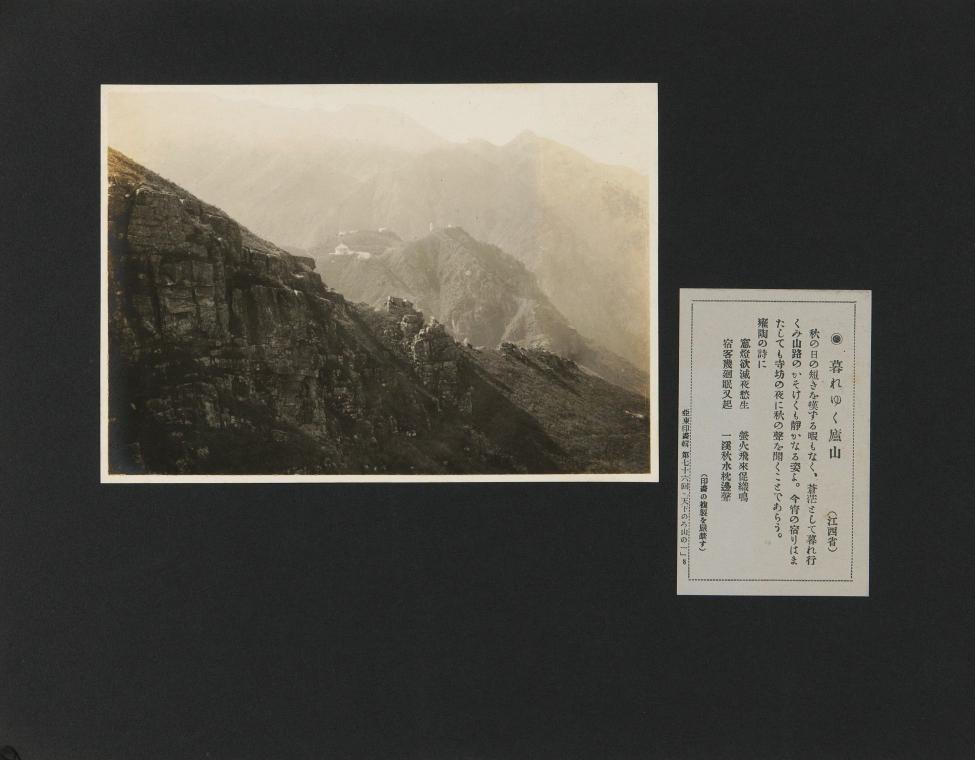 暮れゆく廬山
（江西省）
秋の日の短きを嘆ずる暇もなく、蒼茫として暮れ行
くみ山路のかそけくも靜かなる姿よ。今宵の宿りはま
たしても寺坊の夜に秋の聲を聞くことであらう。
雍陶の詩に
窓燈欲滅夜愁生　螢火飛來促織鳴
宿客幾廻眠又起　一溪秋水枕邊聲
（印畫の複製を嚴禁す）
亞東印畫輯 第七十六回「天下のろ山の一」8